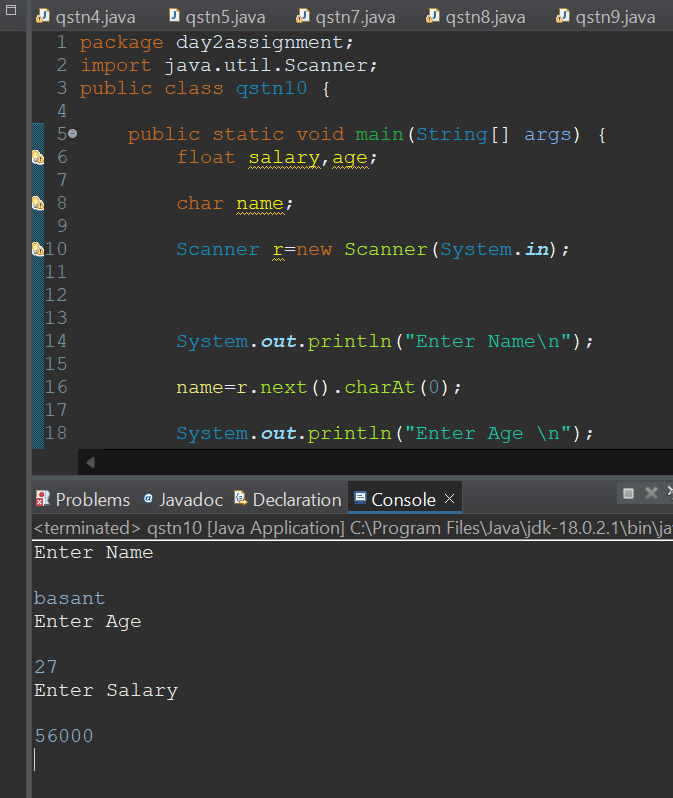 qstn4.java qstn5.java qstn7.java qstn8.java qstn9.java
1 package day2assignment;
2 import java.util.Scanner;
3 public class qstn10 {
4
5 public static void main(String[] args) {
6 float salary,age;
7
8 char name;
9
10 Scanner r=new Scanner(System.in);
11
12
13
14 System.out.println("Enter Name\n");
15
16 name=r.next().charAt(0);
17
18 System.out.println("Enter Age \n");
Problems @ Javadoc Declaration Console
<terminated> qstn10 [Java Application] C:\Program Files\Java\jdk-18.0.2.1\bin\ja
Enter Name
basant
Enter Age
27
Enter Salary
56000